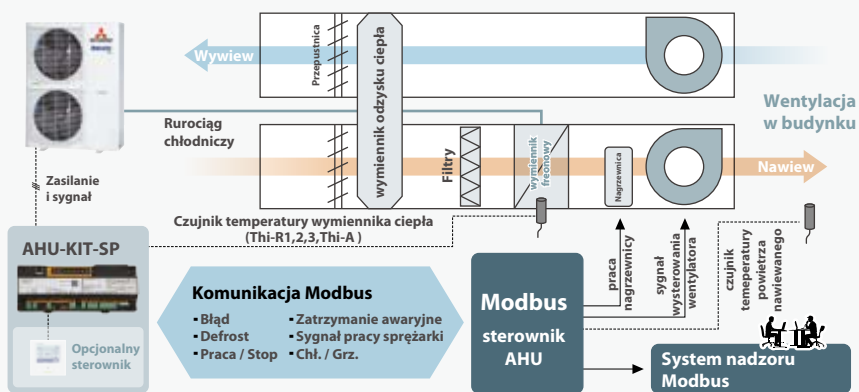 Wywiew
Przepustnica
wymiennik odzysku ciepła
Rurociąg
chłodniczy
Wentylacja
w budynku
Filtry
wymiennik
freonowy
Nagrzewnica
Nawiew
Zasilanie
i sygnał
Czujnik temperatury wymiennika ciepła
(Thi-R1,2,3,Thi-A )
AHU-KIT-SP
Opcjonalny
sterownik
Komunikacja Modbus
▪ Błąd
▪ Defrost
▪ Praca / Stop
▪ Zatrzymanie awaryjne
▪ Sygnał pracy sprężarki
▪ Chł. / Grz.
Modbus
sterownik
AHU
praca
nagrzewnicy
sygnał
wysterowania
wentylatora
czujnik
temeperatury
powietrza
nawiewanego
System nadzoru
Modbus